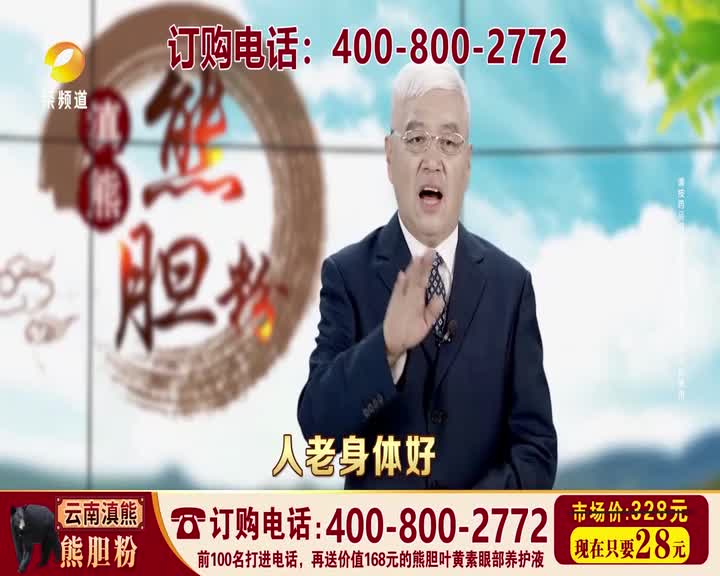 订购电话：400-800-2772
柒频道
滇熊
熊胆粉
人老身体好
云南滇熊
熊胆粉
订购电话:400-800-2772
前100名打进电话，再送价值168元的熊胆叶黄素眼部养护液
市场价:328元
现在只要28元